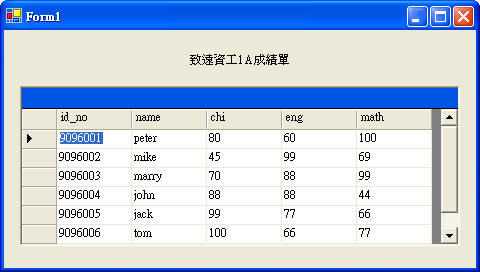 Form1
致遠資工1A成績單
id_no name chi eng math
9096001 peter 80 60 100
9096002 mike 45 99 69
9096003 marry 70 88 99
9096004 john 88 88 44
9096005 jack 99 77 66
9096006 tom 100 66 77